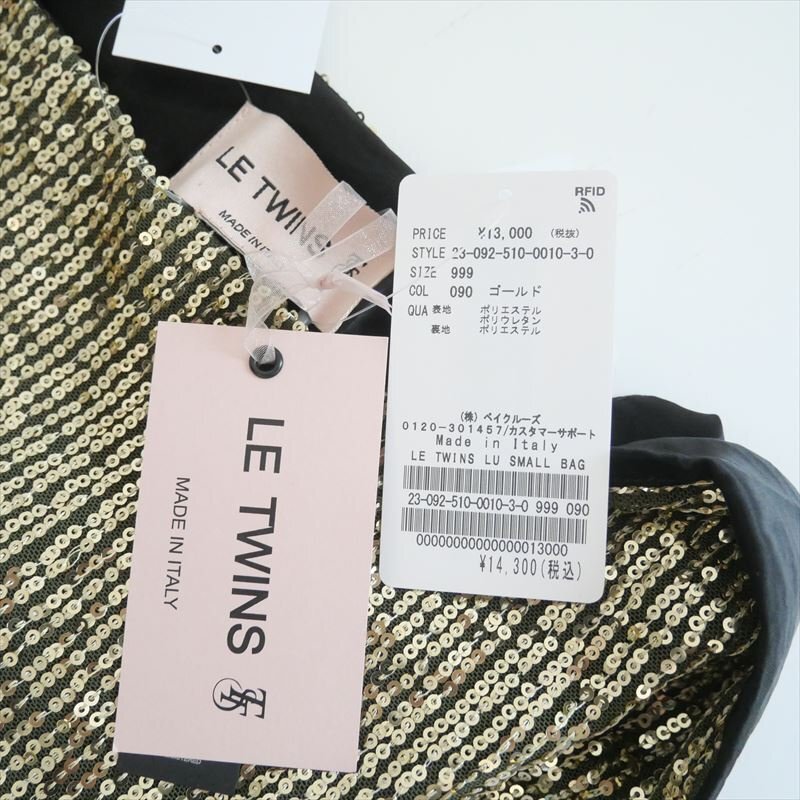 LE TWINS
MADE IN IT
RFID
PRICE ¥13,000 (税抜)
STYLE 23-092-510-0010-3-0
SIZE 999
COL 090 ゴールド
QUA 表地 ポリエステル
ポリウレタン
裏地 ポリエステル
(株) ベイクルーズ
0120-301457/カスタマーサポート
Made in Italy
LE TWINS LU SMALL BAG
23-092-510-0010-3-0 999 090
0000000000000013000
¥14,300(税込)
LE TWINS
MADE IN ITALY